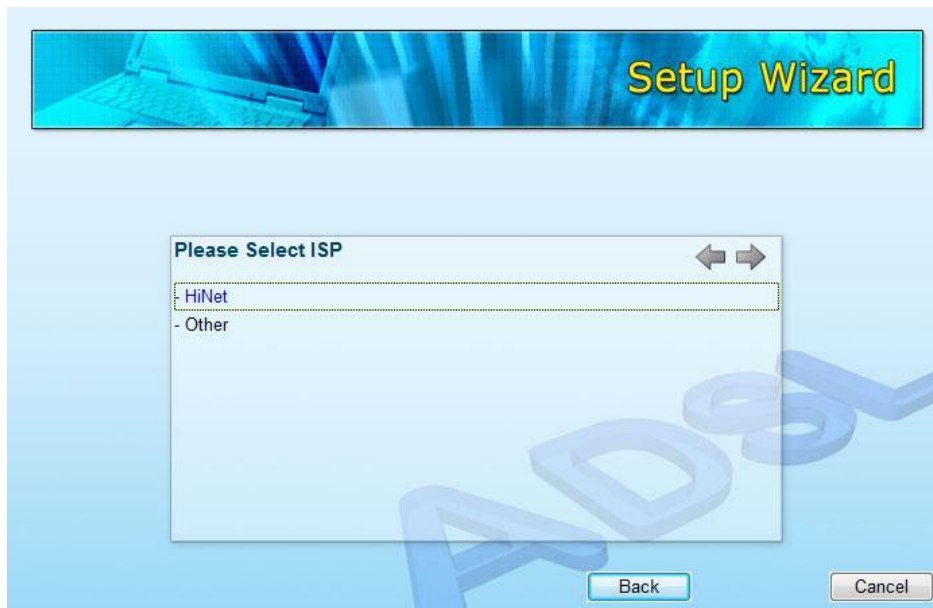 Setup Wizard
Please Select ISP
- HiNet
- Other
ADSL
Back
Cancel